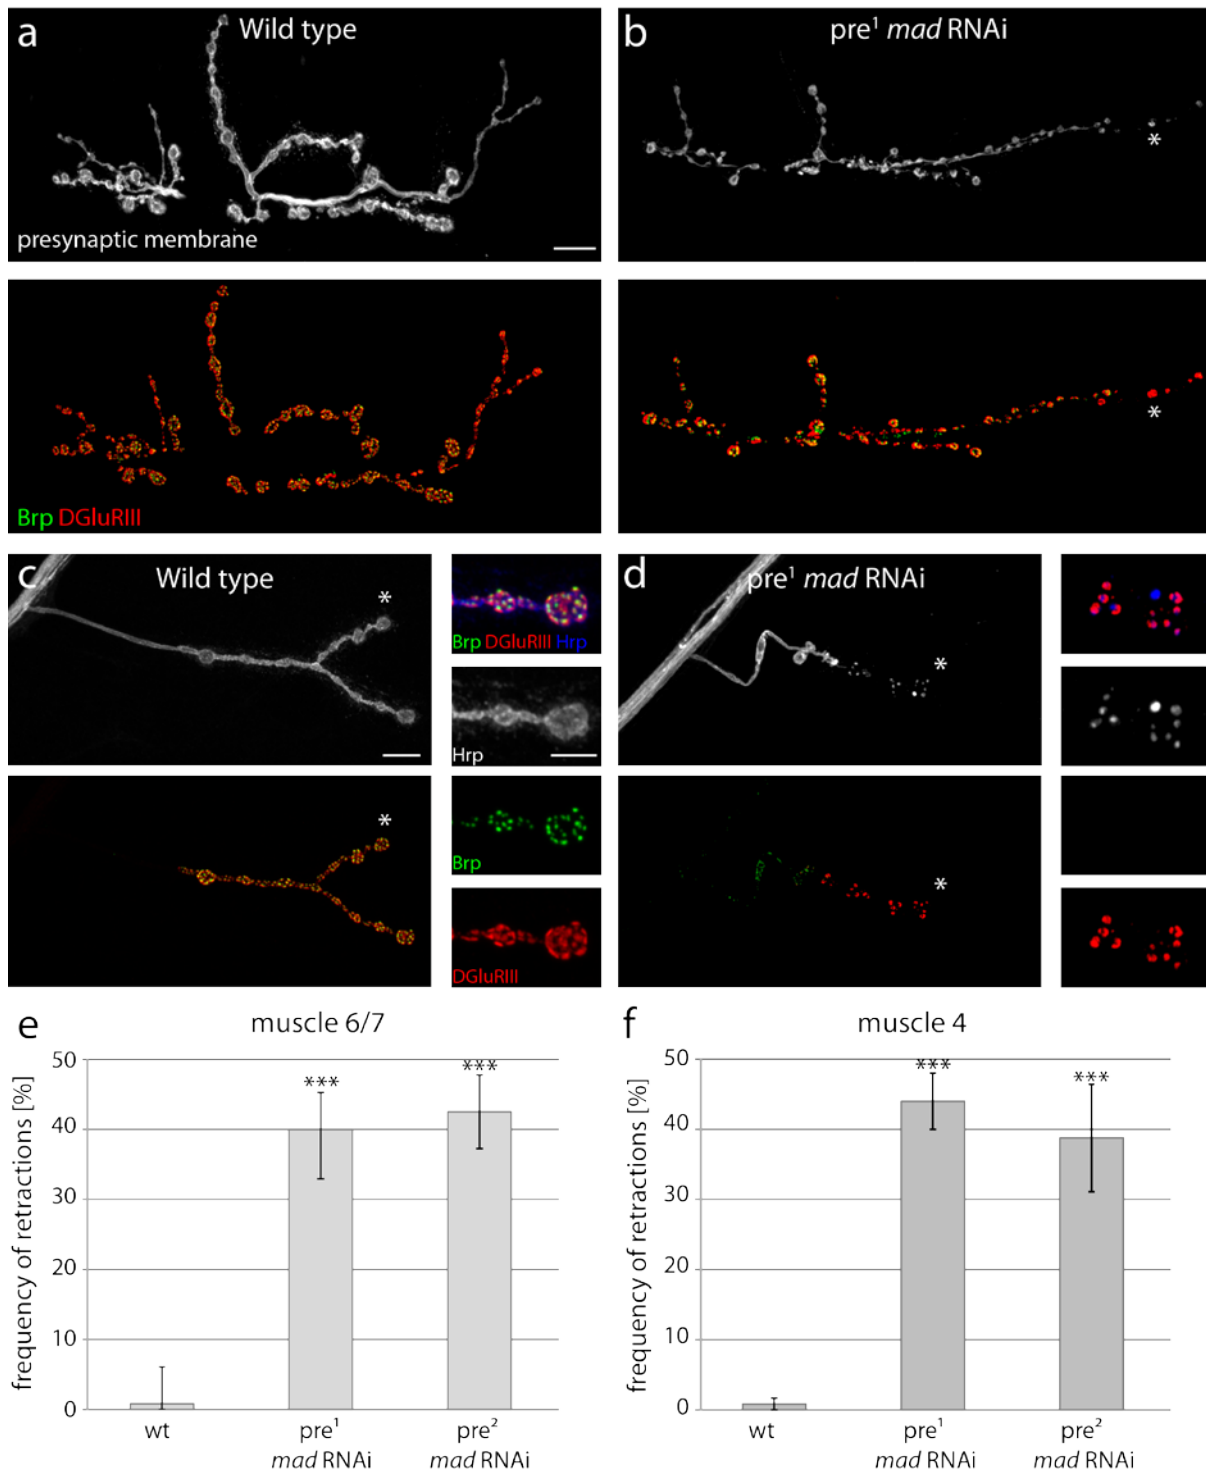 a
Wild type
presynaptic membrane
b
pre¹ mad RNAi
*
Brp DGluRIII
*
c
Wild type
*
Brp DGluRIII Hrp
Hrp
*
Brp
DGluRIII
d
pre¹ mad RNAi
*
*
e
muscle 6/7
frequency of retractions [%]
50
40
30
20
10
0
***
***
wt
pre¹
mad RNAi
pre²
mad RNAi
f
muscle 4
frequency of retractions [%]
50
40
30
20
10
0
***
***
wt
pre¹
mad RNAi
pre²
mad RNAi